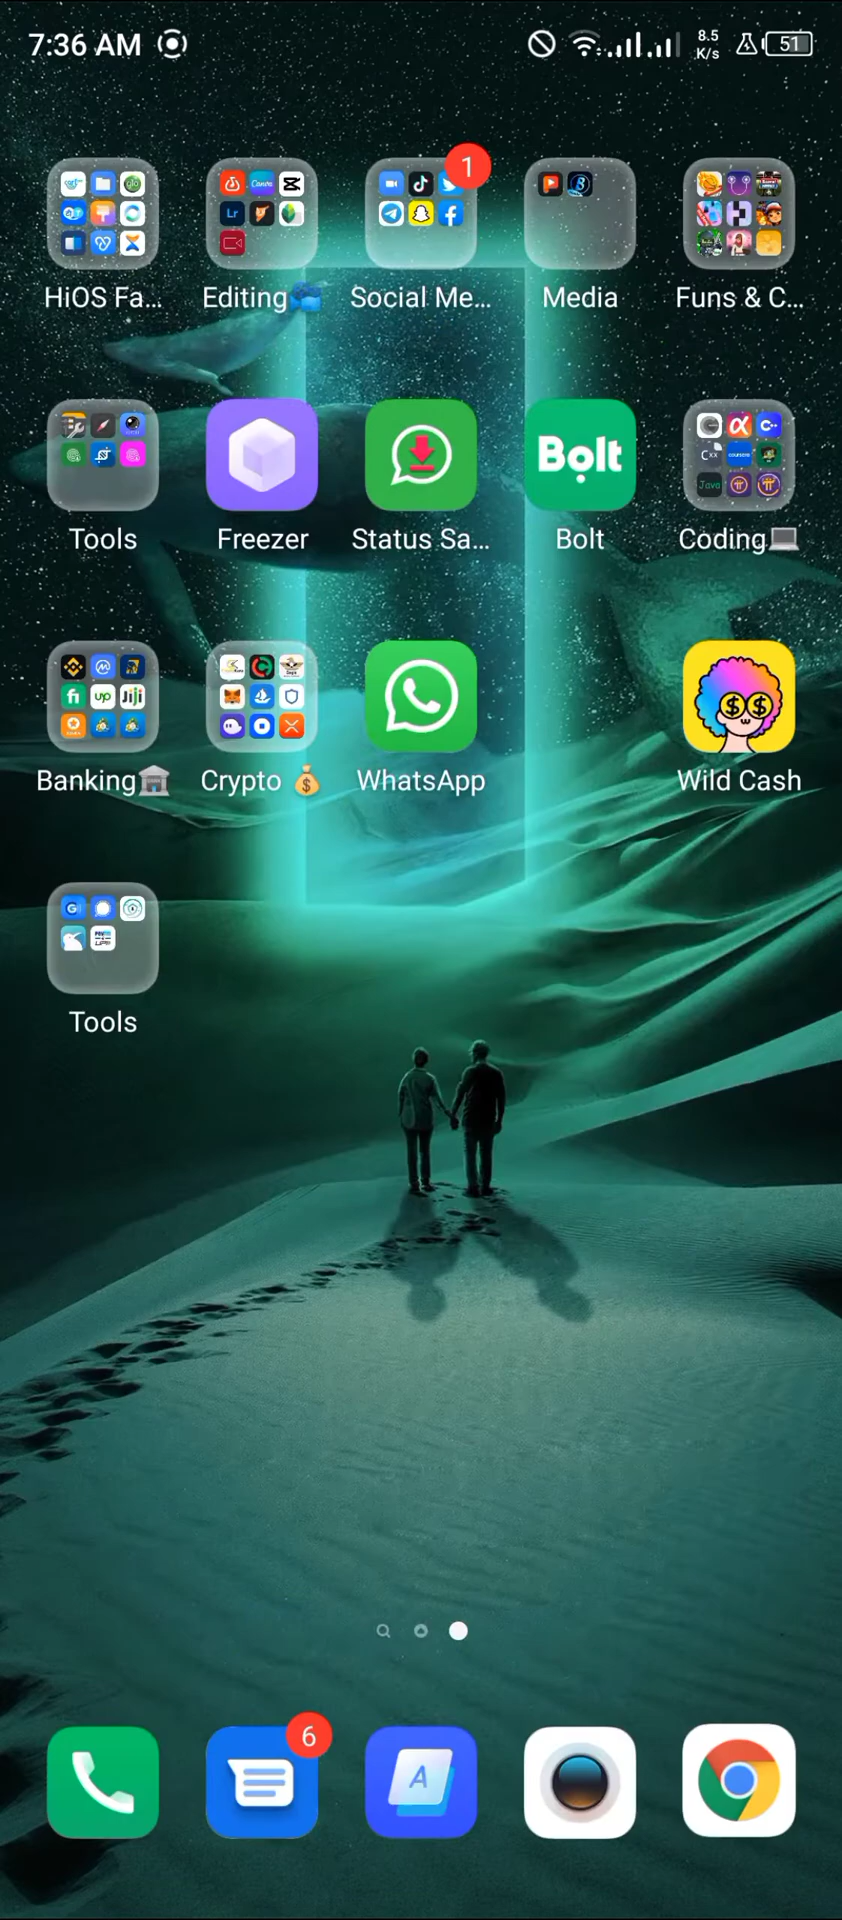 7:36 AM
8.5
K/s
51
1
HiOS Fa...
Editing
Social Me...
Media
Funs & C...
Bolt
Tools
Freezer
Status Sa...
Bolt
Coding
Jiji
Banking
Crypto
WhatsApp
Wild Cash
Tools
6
A